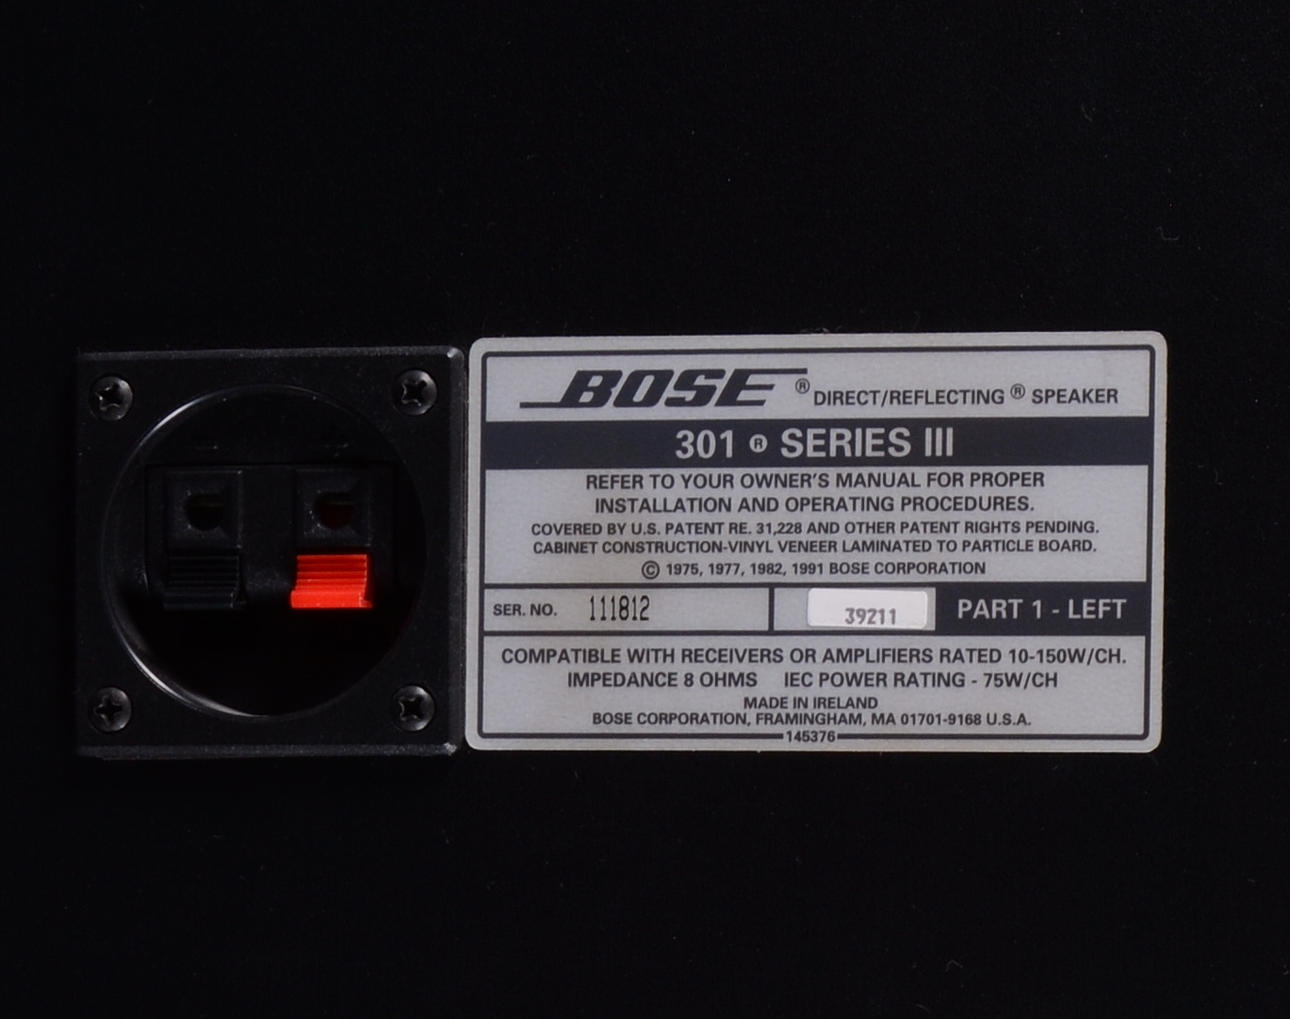 BOSE ® DIRECT/REFLECTING ® SPEAKER
301 ® SERIES III
REFER TO YOUR OWNER'S MANUAL FOR PROPER
INSTALLATION AND OPERATING PROCEDURES.
COVERED BY U.S. PATENT RE. 31,228 AND OTHER PATENT RIGHTS PENDING.
CABINET CONSTRUCTION-VINYL VENEER LAMINATED TO PARTICLE BOARD.
© 1975, 1977, 1982, 1991 BOSE CORPORATION
SER. NO. 111812 39211 PART 1 - LEFT
COMPATIBLE WITH RECEIVERS OR AMPLIFIERS RATED 10-150W/CH.
IMPEDANCE 8 OHMS IEC POWER RATING - 75W/CH
MADE IN IRELAND
BOSE CORPORATION, FRAMINGHAM, MA 01701-9168 U.S.A.
145376